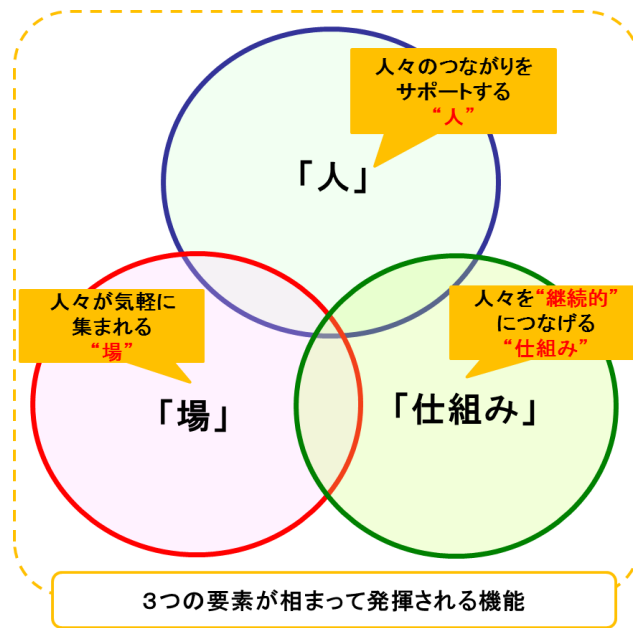 人々のつながりを
サポートする
“人”
「人」
人々が気軽に
集まれる
“場”
人々を“継続的”
につなげる
“仕組み”
「場」
「仕組み」
３つの要素が相まって発揮される機能